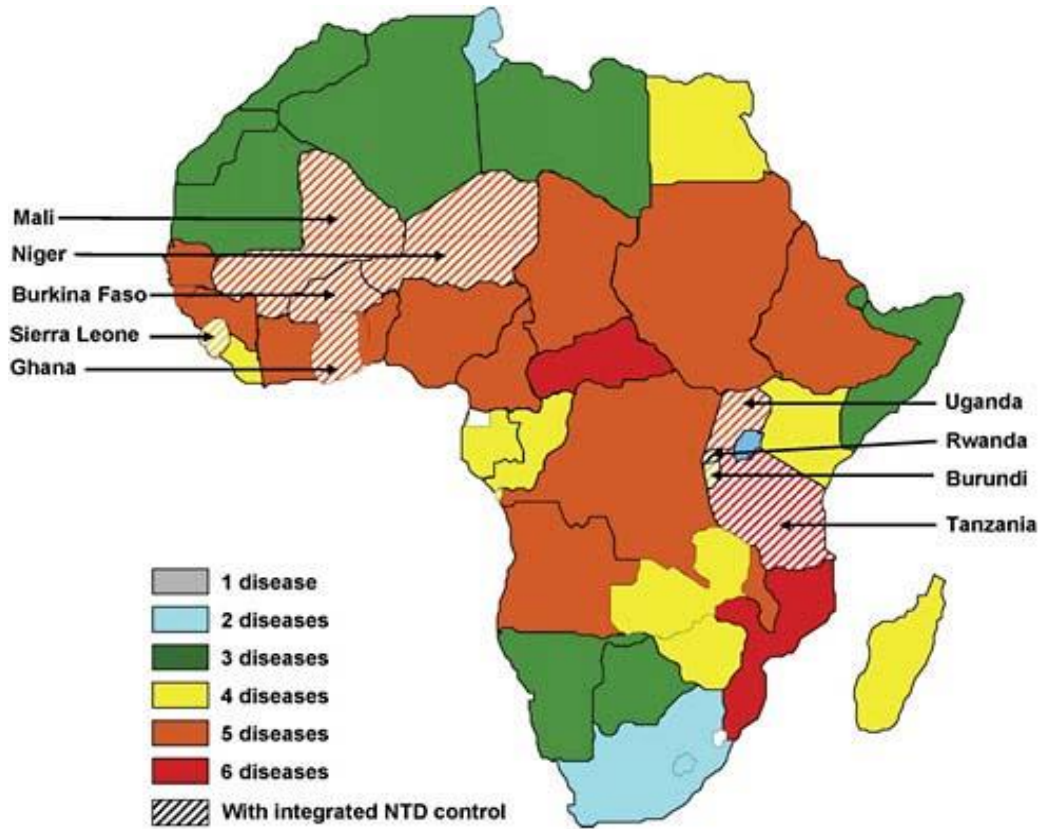 Mali
Niger
Burkina Faso
Sierra Leone
Ghana
Uganda
Rwanda
Burundi
Tanzania
1 disease
2 diseases
3 diseases
4 diseases
5 diseases
6 diseases
With integrated NTD control